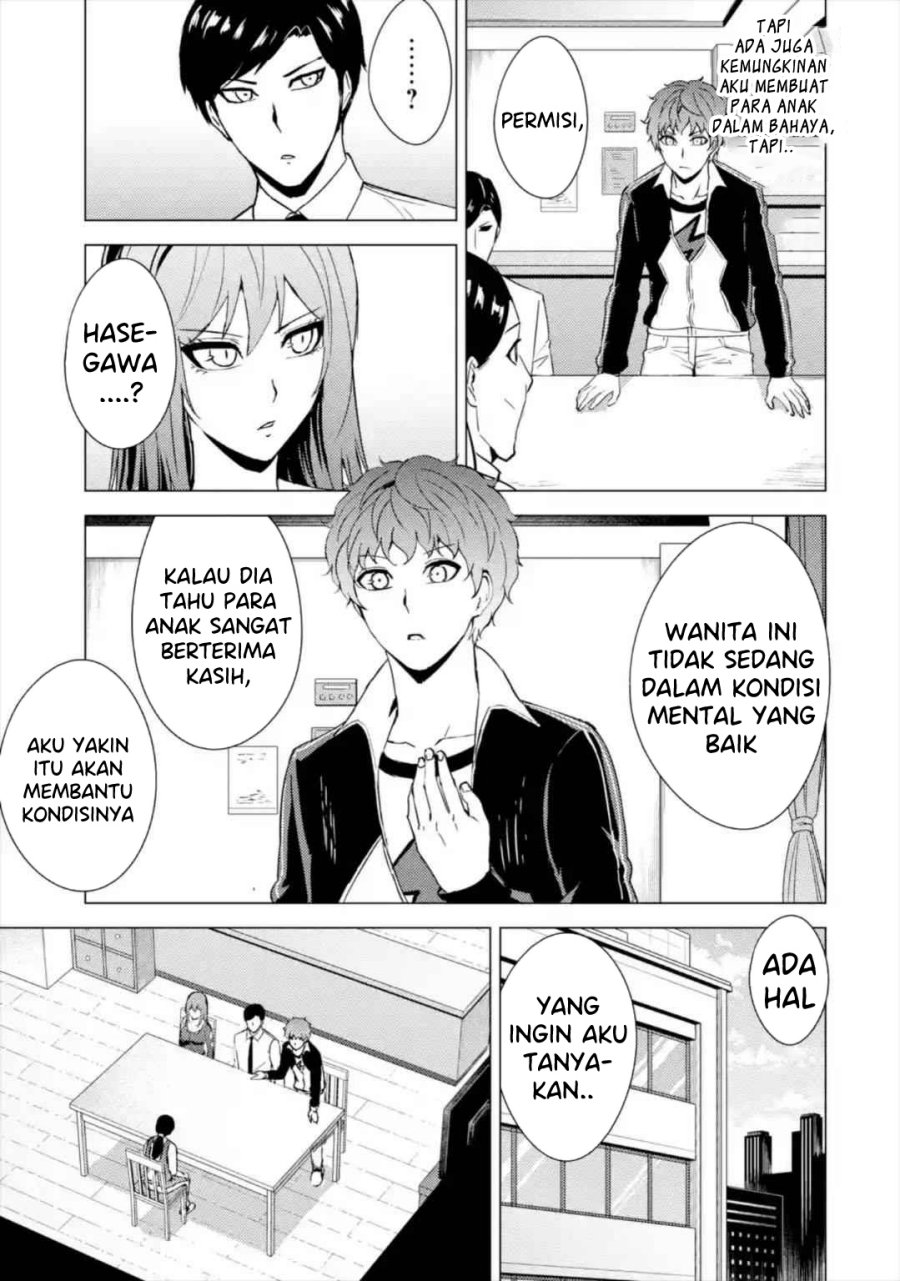 TAPI
ADA JUGA
KEMUNGKINAN
AKU MEMBUAT
PARA ANAK
DALAM BAHAYA,
TAPI..
PERMISI,
......?
HASE-
GAWA
....?
WANITA INI
TIDAK SEDANG
DALAM KONDISI
MENTAL YANG
BAIK
KALAU DIA
TAHU PARA
ANAK SANGAT
BERTERIMA
KASIH,
AKU YAKIN
ITU AKAN
MEMBANTU
KONDISINYA
ADA
HAL
YANG
INGIN AKU
TANYA-
KAN..